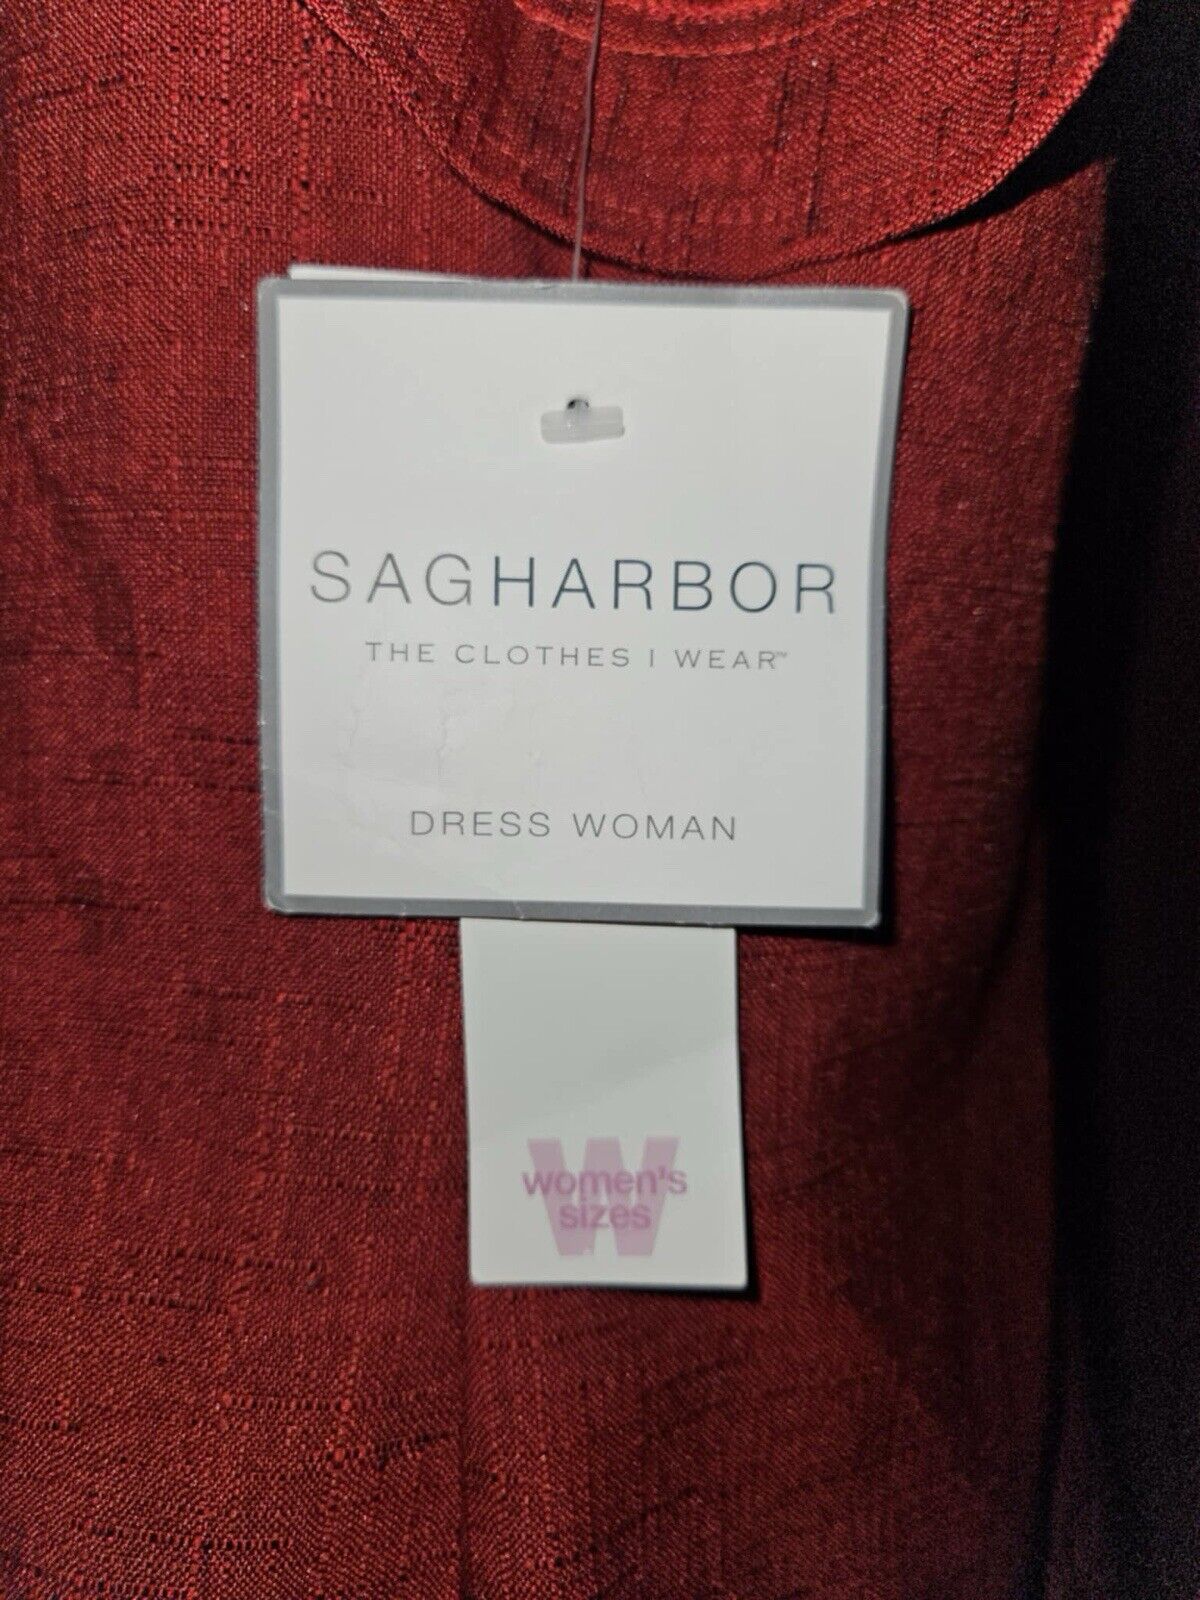 SAGHARBOR
THE CLOTHES I WEAR™
DRESS WOMAN
W
women's
sizes